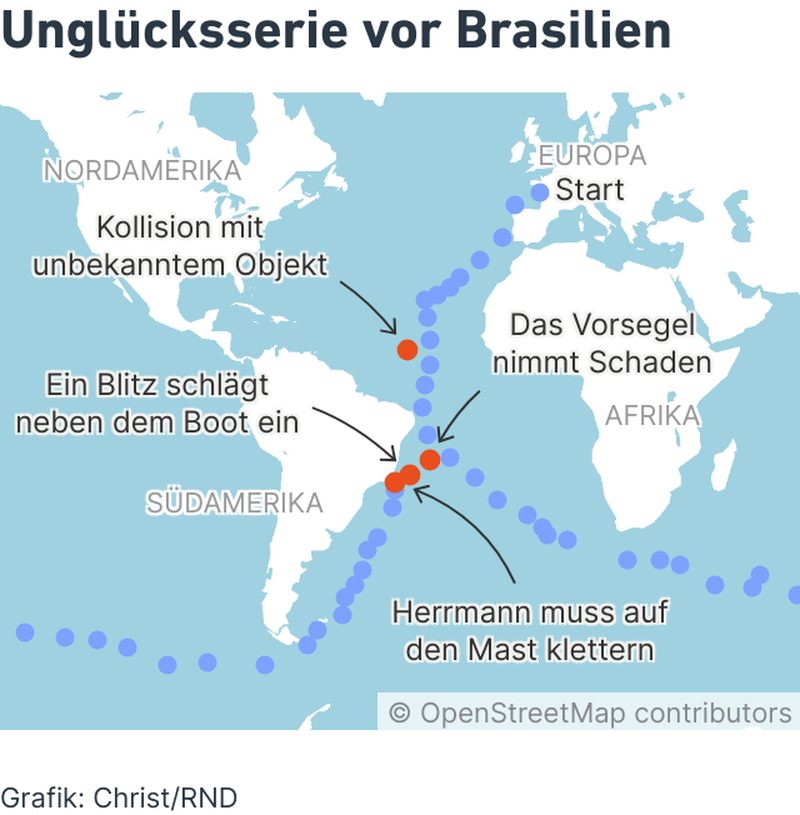 Unglücksserie vor Brasilien
NORDAMERIKA
EUROPA
Start
Kollision mit
unbekanntem Objekt
Das Vorsegel
nimmt Schaden
Ein Blitz schlägt
neben dem Boot ein
AFRIKA
SÜDAMERIKA
Herrmann muss auf
den Mast klettern
© OpenStreetMap contributors
Grafik: Christ/RND